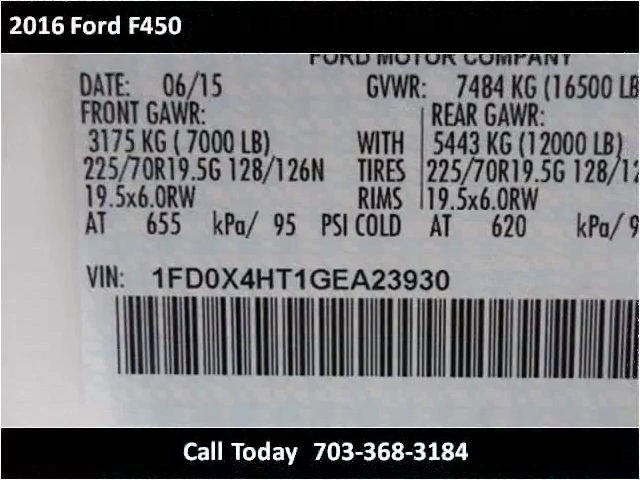 2016 Ford F450
FORD MOTOR COMPANY
DATE: 06/15 GVWR: 7484 KG (16500 LB
FRONT GAWR: REAR GAWR:
3175 KG ( 7000 LB) WITH 5443 KG (12000 LB)
225/70R19.5G 128/126N TIRES 225/70R19.5G 128/12
19.5x6.0RW RIMS 19.5x6.0RW
AT 655 kPa/ 95 PSI COLD AT 620 kPa/ 9
VIN: 1FD0X4HT1GEA23930
Call Today 703-368-3184